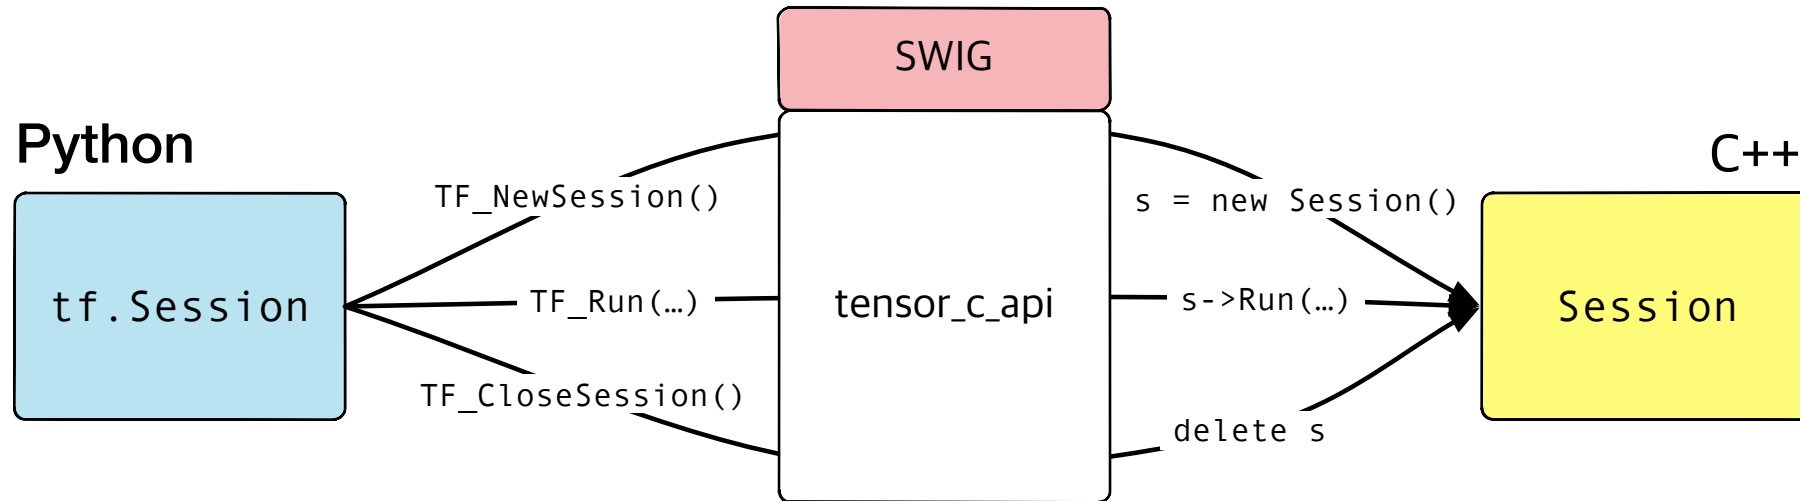 SWIG
Python
C++
TF_NewSession()
s = new Session()
tf.Session
TF_Run(…)
tensor_c_api
s->Run(…)
Session
TF_CloseSession()
delete s